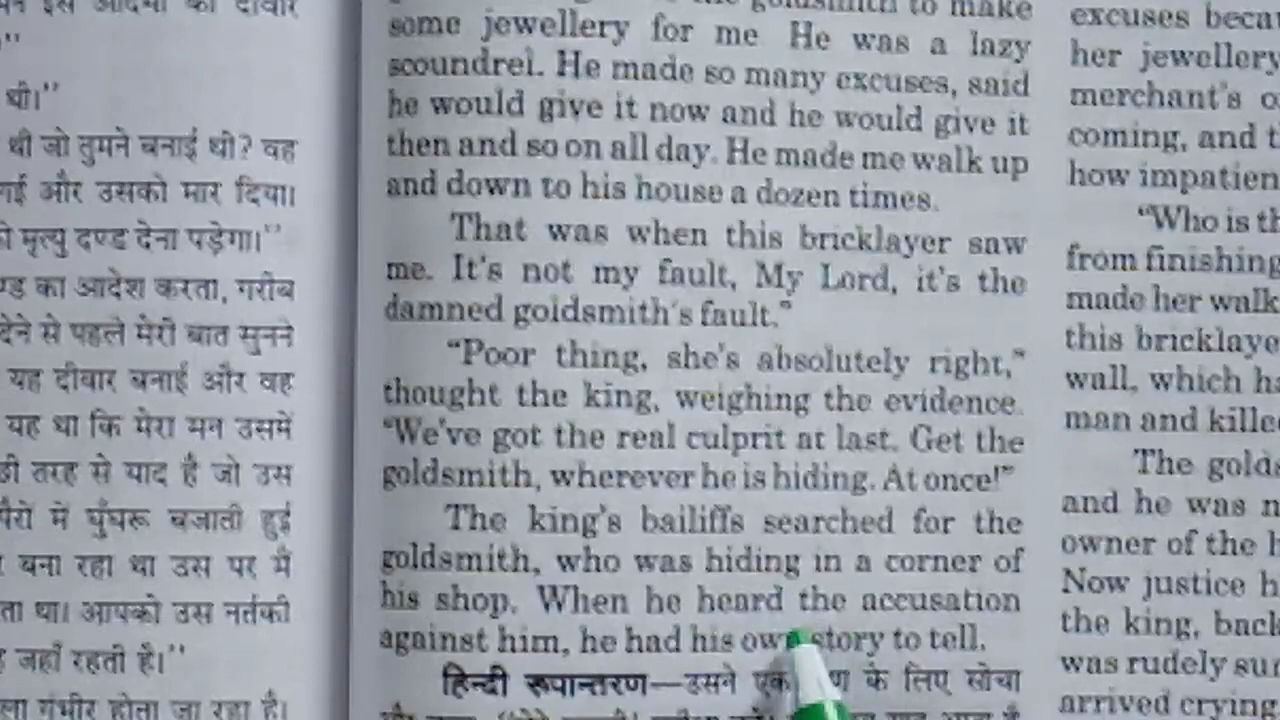 इस आदमी की दीवार
"
थी।"
थी जो तुमने बनाई थी? वह
गई और उसको मार दिया।
मृत्यु दण्ड देना पड़ेगा।"
का आदेश करता, गरीब
देने से पहले मेरी बात सुनने
यह दीवार बनाई और वह
यह था कि मेरा मन उसमें
तरह से याद है जो उस
पैरों में घुँघरू बजाती हुई
बना रहा था उस पर मैं
था। आपको उस नर्तकी
जहाँ रहती है।"
गंभीर होता जा रहा है।
the goldsmith to make
some jewellery for me He was a lazy
scoundrel. He made so many excuses, said
he would give it now and he would give it
then and so on all day. He made me walk up
and down to his house a dozen times.
That was when this bricklayer saw
me. It's not my fault, My Lord, it's the
damned goldsmith's fault."
"Poor thing, she's absolutely right,"
thought the king, weighing the evidence.
"We've got the real culprit at last. Get the
goldsmith, wherever he is hiding. At once!"
The king's bailiffs searched for the
goldsmith, who was hiding in a corner of
his shop. When he heard the accusation
against him, he had his own story to tell.
हिन्दी रूपान्तरण—उसने के लिए सोचा
excuses
her jewellery
merchant's
coming, and
how
"Who is
from finishing
made her walk
this
wall, which
man and
The
and he was
owner of the
Now justice
the king, back
was rudely
arrived crying